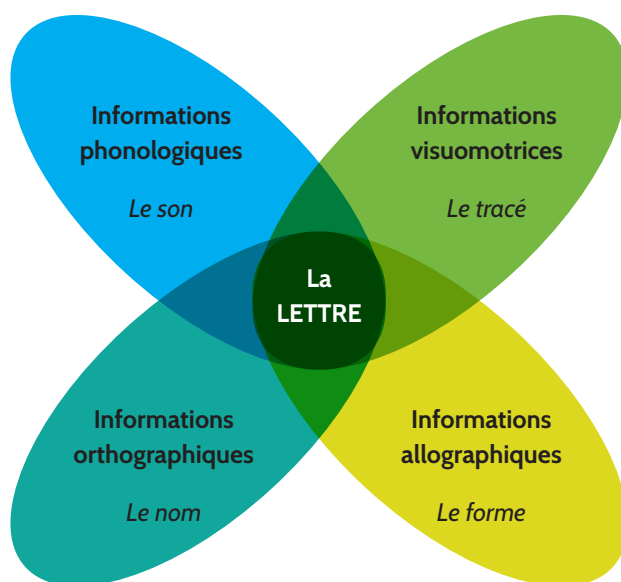 Informations
phonologiques
Le son
Informations
visuomotrices
Le tracé
La
LETTRE
Informations
orthographiques
Le nom
Informations
allographiques
Le forme